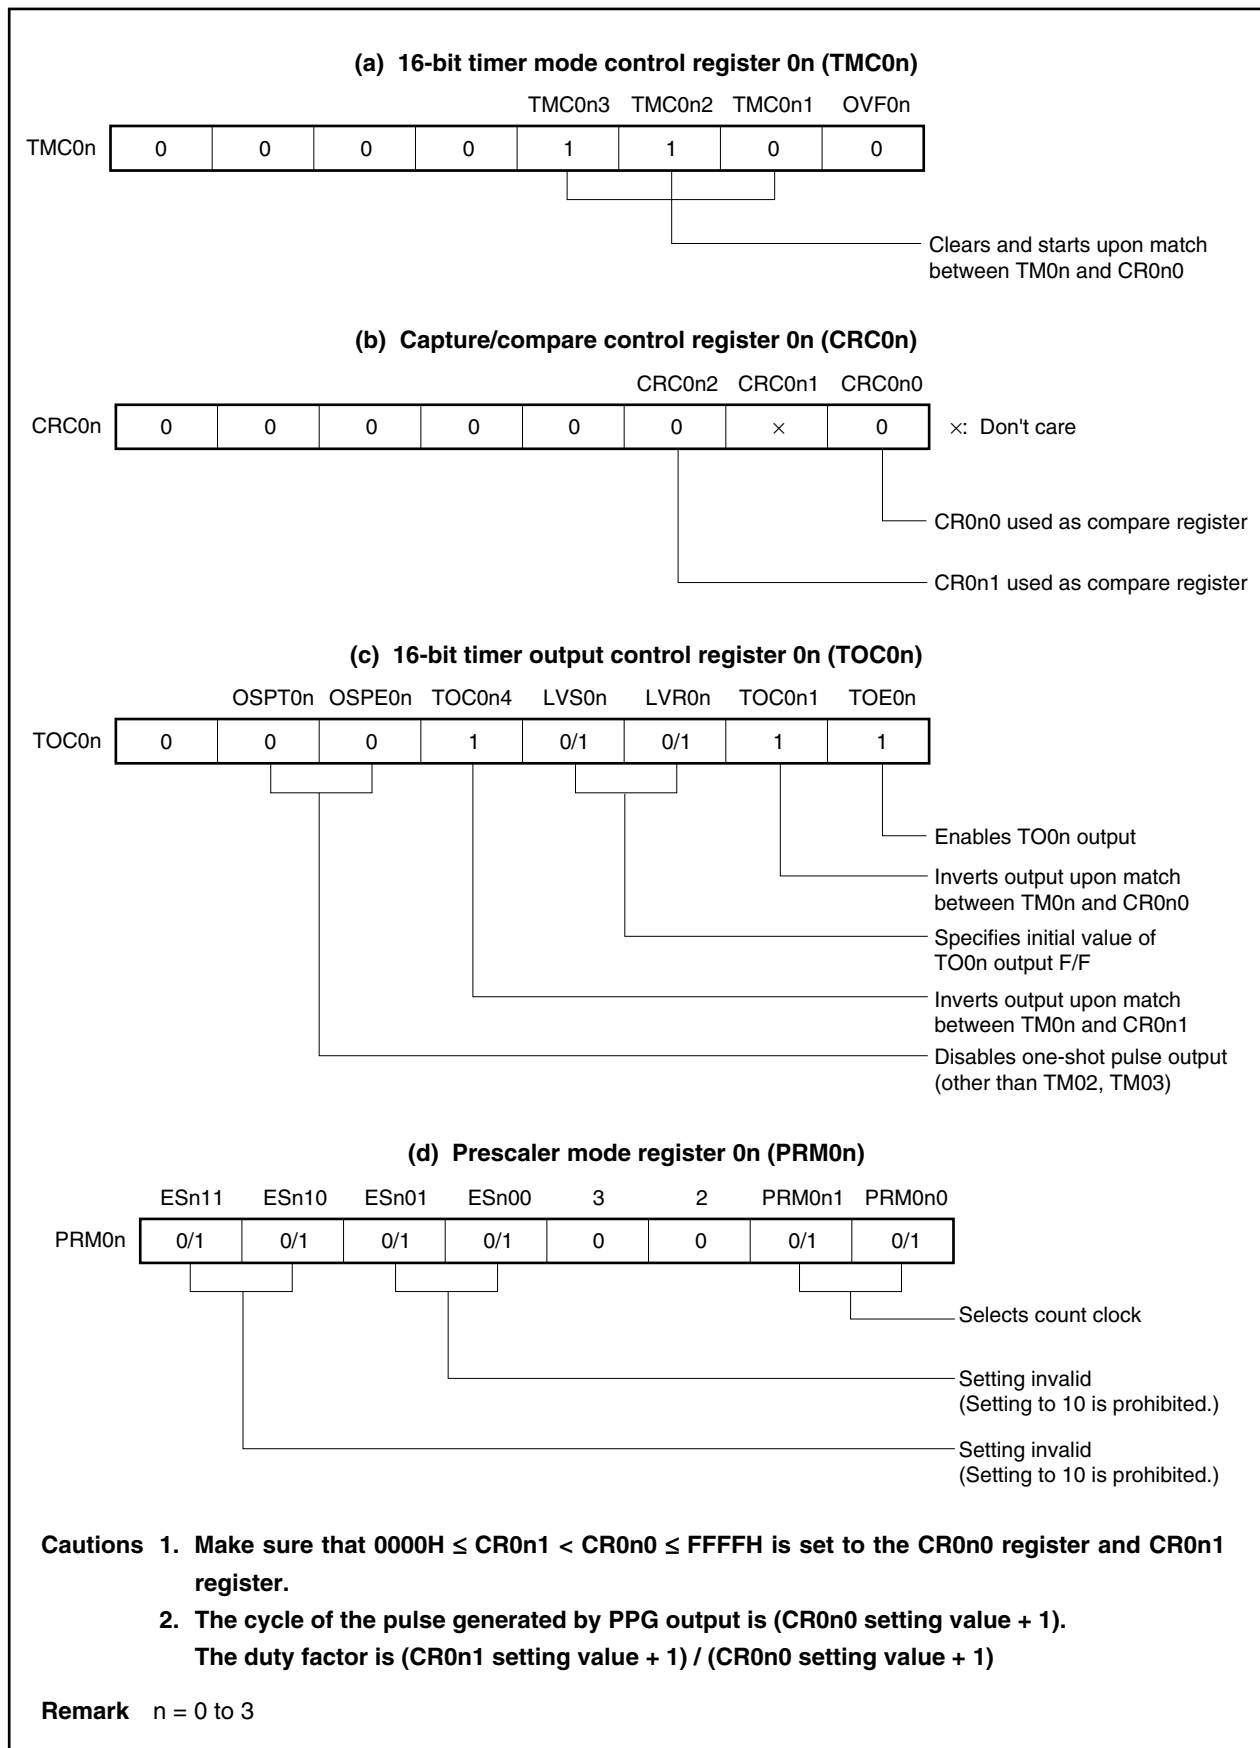 (a) 16-bit timer mode control register 0n (TMC0n)
TMC0n3 TMC0n2 TMC0n1 OVF0n
TMC0n 0 0 0 0 1 1 0 0
Clears and starts upon match
between TM0n and CR0n0
(b) Capture/compare control register 0n (CRC0n)
CRC0n2 CRC0n1 CRC0n0
CRC0n 0 0 0 0 0 0 × 0 ×: Don't care
CR0n0 used as compare register
CR0n1 used as compare register
(c) 16-bit timer output control register 0n (TOC0n)
OSPT0n OSPE0n TOC0n4 LVS0n LVR0n TOC0n1 TOE0n
TOC0n 0 0 0 1 0/1 0/1 1 1
Enables TO0n output
Inverts output upon match
between TM0n and CR0n0
Specifies initial value of
TO0n output F/F
Inverts output upon match
between TM0n and CR0n1
Disables one-shot pulse output
(other than TM02, TM03)
(d) Prescaler mode register 0n (PRM0n)
ESn11 ESn10 ESn01 ESn00 3 2 PRM0n1 PRM0n0
PRM0n 0/1 0/1 0/1 0/1 0 0 0/1 0/1
Selects count clock
Setting invalid
(Setting to 10 is prohibited.)
Setting invalid
(Setting to 10 is prohibited.)
Cautions 1. Make sure that 0000H ≤ CR0n1 < CR0n0 ≤ FFFFH is set to the CR0n0 register and CR0n1
register.
2. The cycle of the pulse generated by PPG output is (CR0n0 setting value + 1).
The duty factor is (CR0n1 setting value + 1) / (CR0n0 setting value + 1)
Remark n = 0 to 3